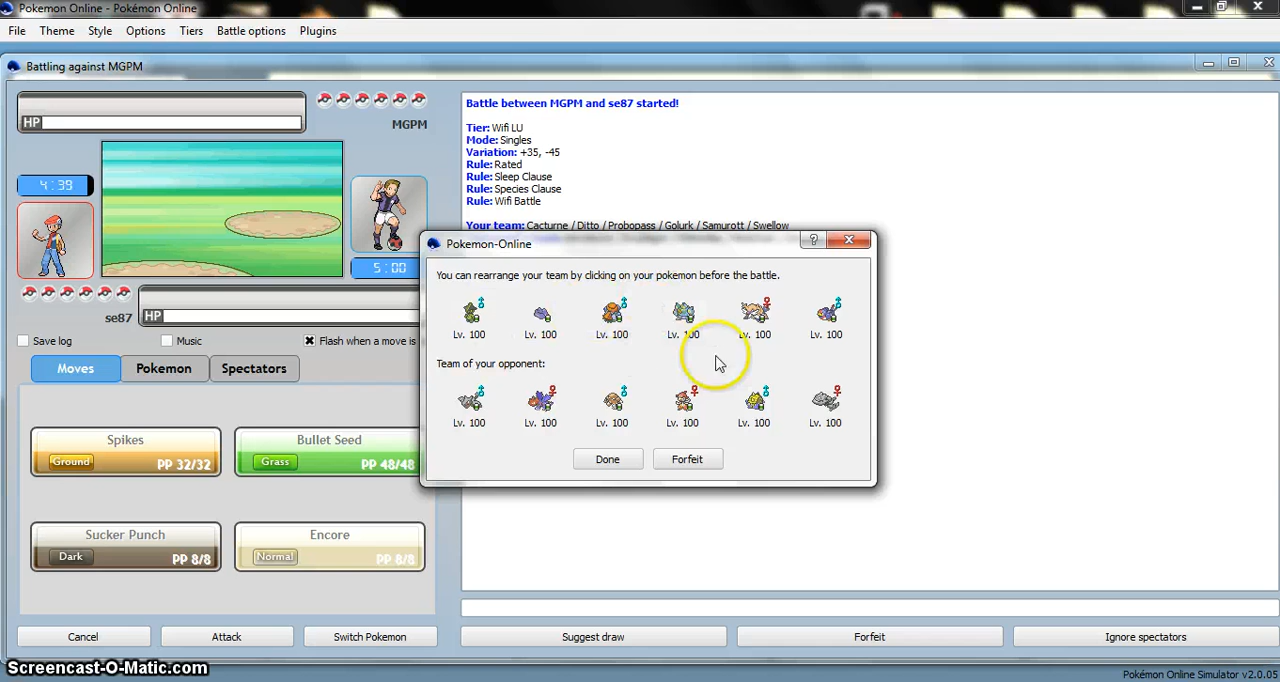 Pokemon Online - Pokémon Online
File Theme Style Options Tiers Battle options Plugins
Battling against MGPM
HP
MGPM
4:39
5:00
se87
HP
Save log Music Flash when a move is
Moves Pokemon Spectators
Spikes
Ground PP 32/32
Bullet Seed
Grass PP 48/48
Sucker Punch
Dark PP 8/8
Encore
Normal PP 8/8
Cancel Attack Switch Pokemon
Battle between MGPM and se87 started!
Tier: Wifi LU
Mode: Singles
Variation: +35, -45
Rule: Rated
Rule: Sleep Clause
Rule: Species Clause
Rule: Wifi Battle
Your team: Cacturne / Ditto / Probopass / Golurk / Samurott / Swellow
Pokemon-Online
You can rearrange your team by clicking on your pokemon before the battle.
Lv. 100 Lv. 100 Lv. 100 Lv. 100 Lv. 100 Lv. 100
Team of your opponent:
Lv. 100 Lv. 100 Lv. 100 Lv. 100 Lv. 100 Lv. 100
Done Forfeit
Suggest draw Forfeit Ignore spectators
Screencast-O-Matic.com
Pokémon Online Simulator v2.0.05